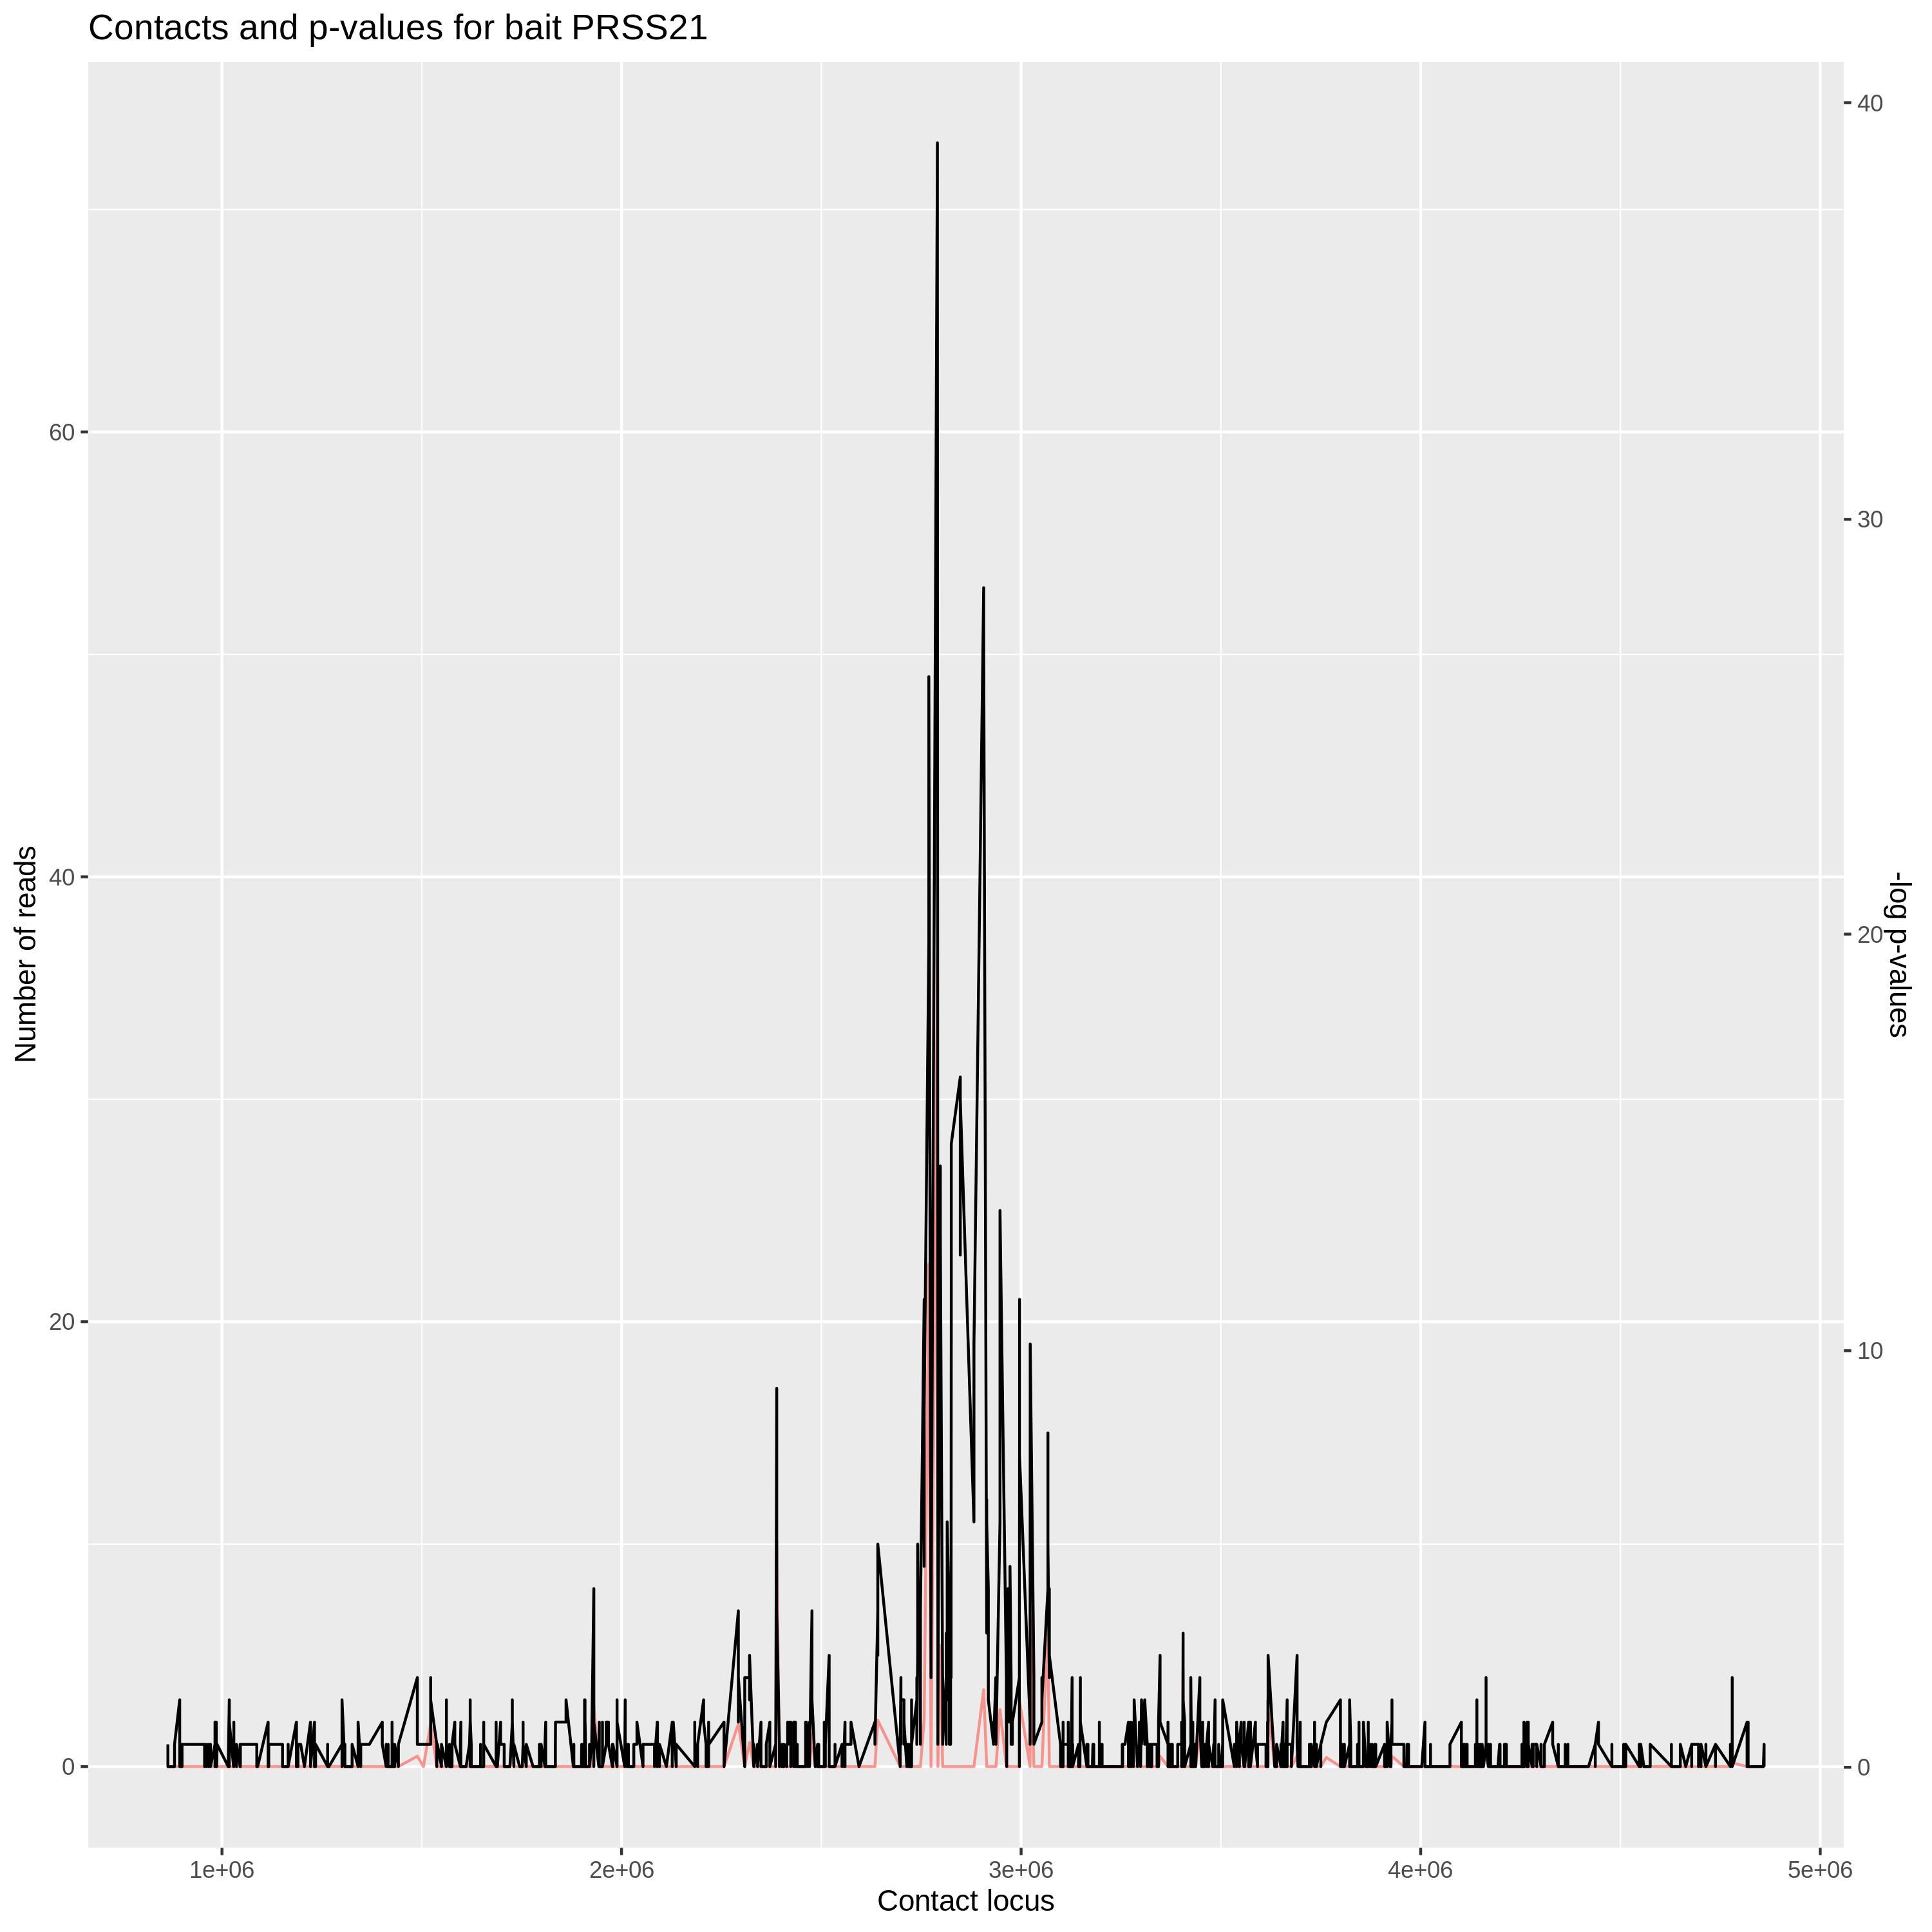 Contacts and p-values for bait PRSS21
Number of reads
60
40
20
0
40
30
20
10
0
-log p-values
1e+06 2e+06 3e+06 4e+06 5e+06
Contact locus